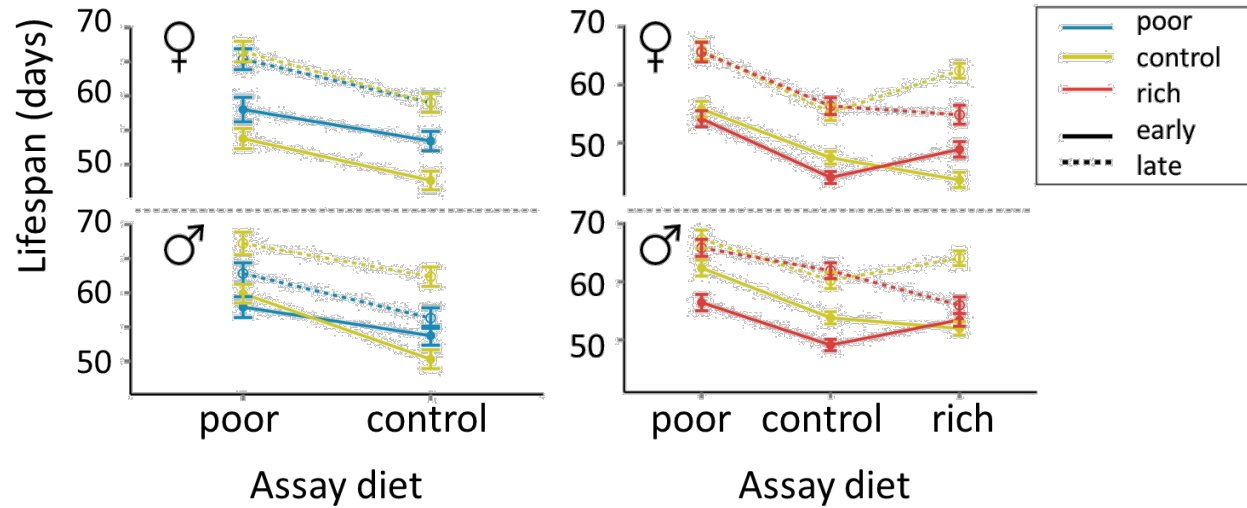 Lifespan (days)
70
60
50
♀
70
60
50
♀
poor
control
rich
early
late
70
60
50
♂
70
60
50
♂
poor control
poor control rich
Assay diet
Assay diet